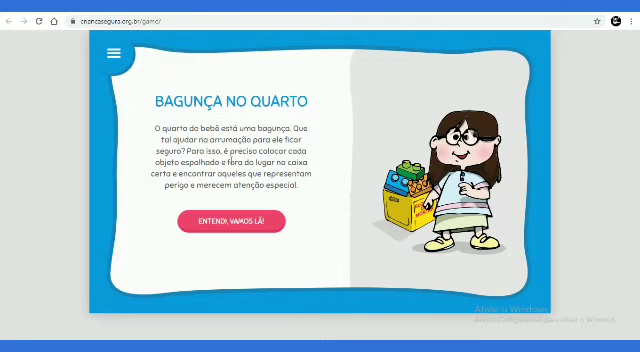 criancasegura.org.br/game/
BAGUNÇA NO QUARTO
O quarto do bebê está uma bagunça. Que
tal ajudar na arrumação para ele ficar
seguro? Para isso, é preciso colocar cada
objeto espalhado e fora do lugar na caixa
certa e encontrar aqueles que representam
perigo e merecem atenção especial.
ENTENDI, VAMOS LÁ!
Ativar o Windows